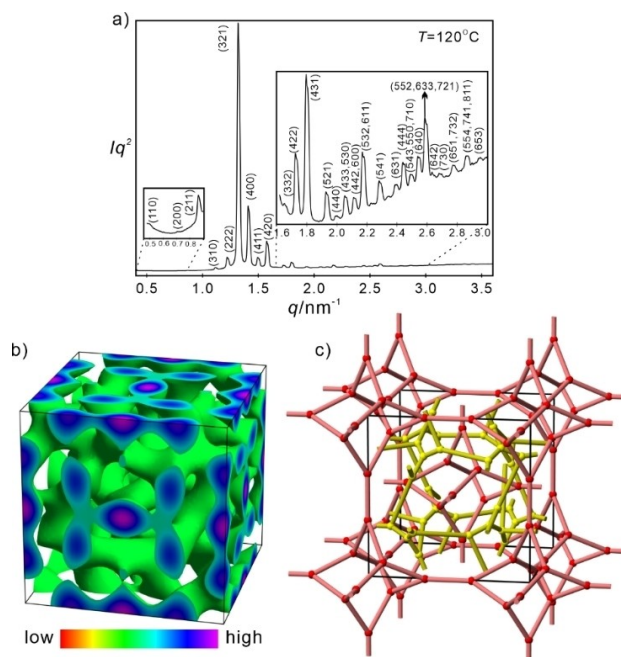 a)
T=120°C
(321)
Iq²
(110)
(200)
(211)
0.5 0.6 0.7 0.8
(310)
(222)
(400)
(411)
(420)
(332)
(422)
(431)
(521)
(440)
(433,530)
(442,600)
(532,611)
(541)
(631)
(444)
(543,550,710)
(640)
(552,633,721)
(642)
(730)
(651,732)
(554,741,811)
(653)
1.6 1.8 2.0 2.2 2.4 2.6 2.8 3.0
0.5 1.0 1.5 2.0 2.5 3.0 3.5
q/nm⁻¹
b)
low high
c)